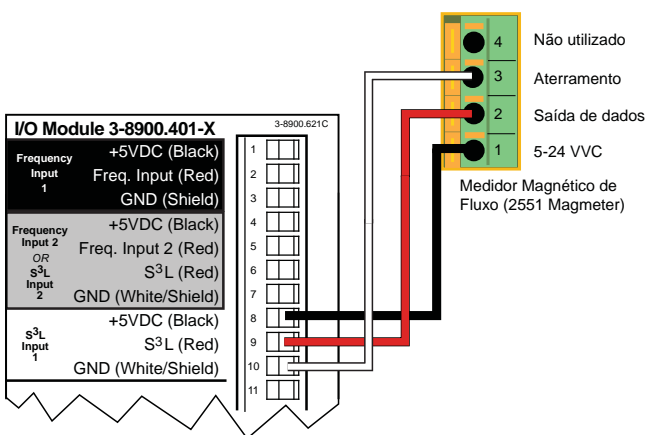 I/O Module 3-8900.401-X
3-8900.621C
Frequency
Input
1
+5VDC (Black)
Freq. Input (Red)
GND (Shield)
Frequency
Input 2
OR
S3L
Input
2
+5VDC (Black)
Freq. Input 2 (Red)
S3L (Red)
GND (White/Shield)
S3L
Input
1
+5VDC (Black)
S3L (Red)
GND (White/Shield)
1
2
3
4
5
6
7
8
9
10
11
4 Não utilizado
3 Aterramento
2 Saída de dados
1 5-24 VVC
Medidor Magnético de
Fluxo (2551 Magmeter)